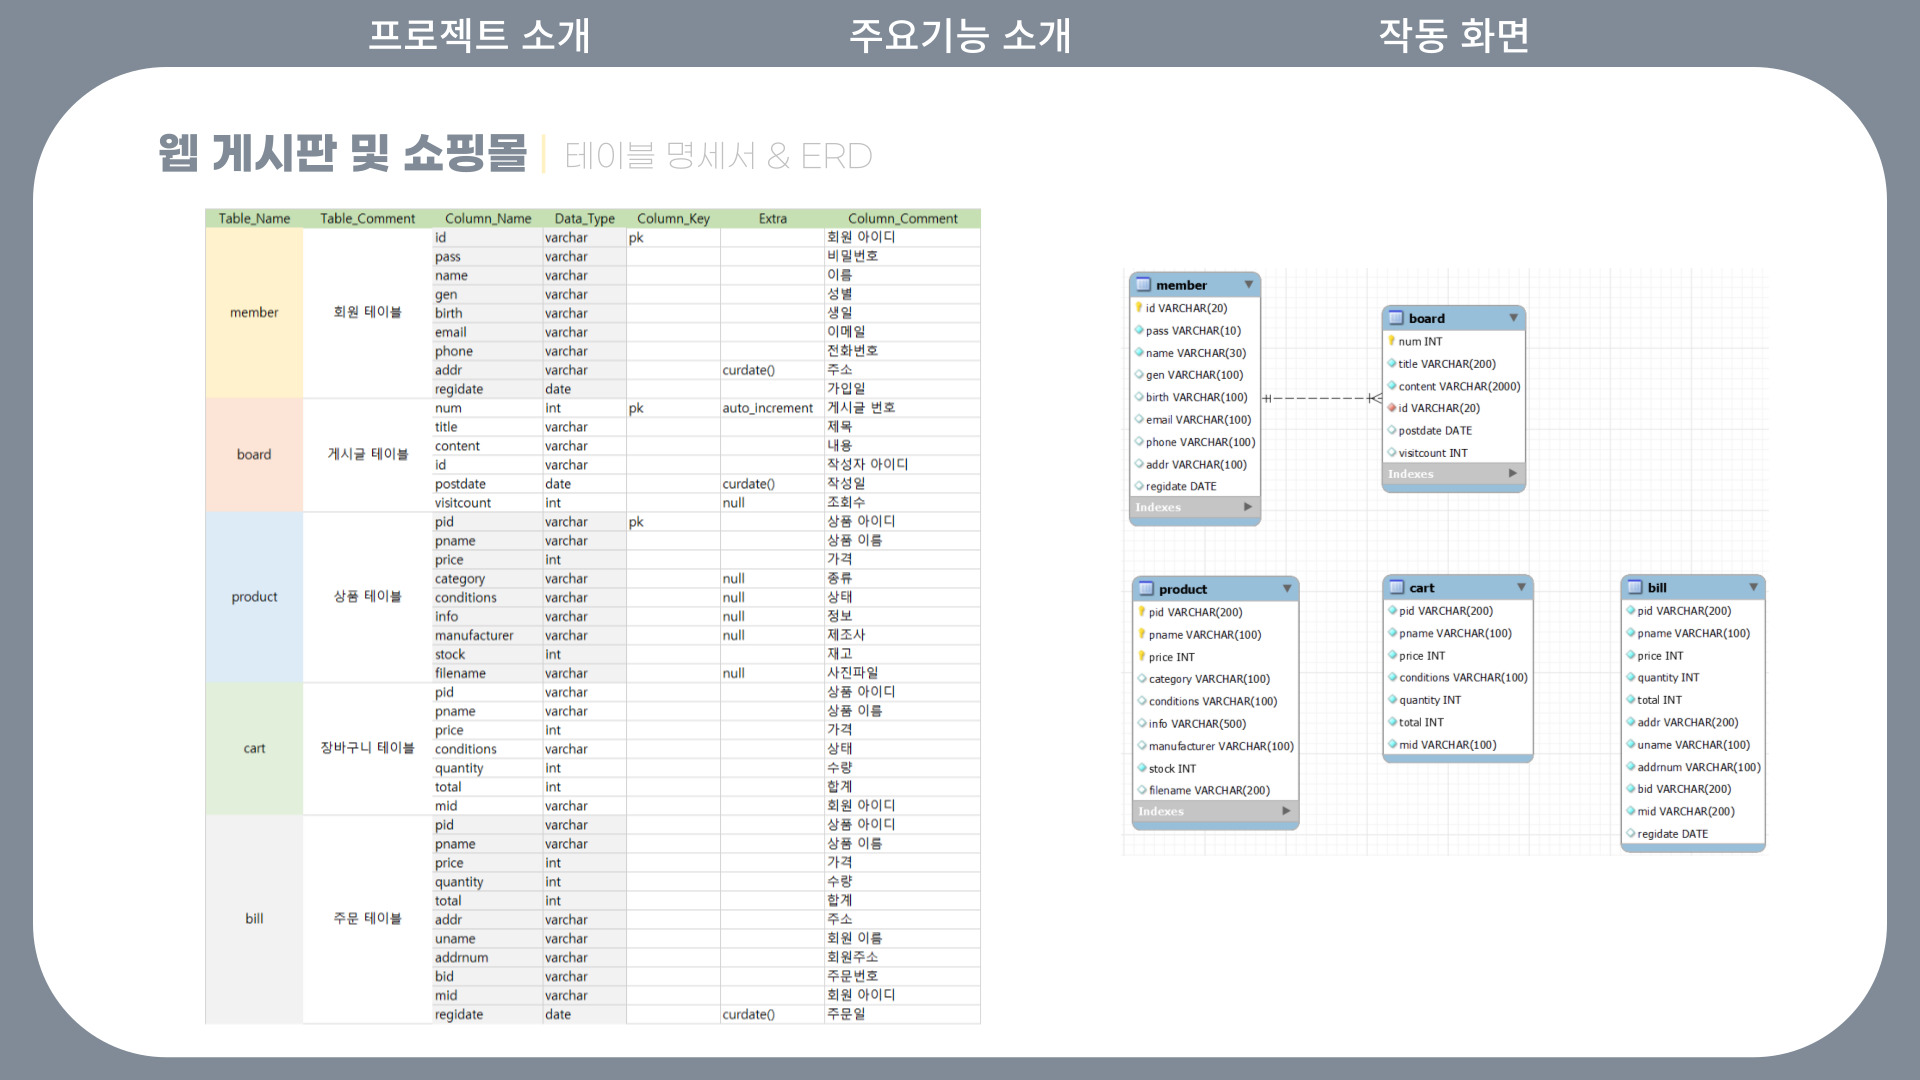 프로젝트 소개 주요기능 소개 작동 화면
웹 게시판 및 쇼핑몰 테이블 명세서 & ERD
Table_Name Table_Comment Column_Name Data_Type Column_Key Extra Column_Comment
member 회원 테이블
id varchar pk 회원 아이디
pass varchar 비밀번호
name varchar 이름
gen varchar 성별
birth varchar 생일
email varchar 이메일
phone varchar 전화번호
addr varchar curdate() 주소
regidate date 가입일
board 게시글 테이블
num int pk auto_increment 게시글 번호
title varchar 제목
content varchar 내용
id varchar 작성자 아이디
postdate date curdate() 작성일
visitcount int null 조회수
product 상품 테이블
pid varchar pk 상품 아이디
pname varchar 상품 이름
price int 가격
category varchar null 종류
conditions varchar null 상태
info varchar null 정보
manufacturer varchar null 제조사
stock int 재고
filename varchar null 사진파일
cart 장바구니 테이블
pid varchar 상품 아이디
pname varchar 상품 이름
price int 가격
conditions varchar 상태
quantity int 수량
total int 합계
mid varchar 회원 아이디
bill 주문 테이블
pid varchar 상품 아이디
pname varchar 상품 이름
price int 가격
quantity int 수량
total int 합계
addr varchar 주소
uname varchar 회원 이름
addrnum varchar 회원주소
bid varchar 주문번호
mid varchar 회원 아이디
regidate date curdate() 주문일
member
id VARCHAR(20)
pass VARCHAR(10)
name VARCHAR(30)
gen VARCHAR(100)
birth VARCHAR(100)
email VARCHAR(100)
phone VARCHAR(100)
addr VARCHAR(100)
regidate DATE
Indexes
board
num INT
title VARCHAR(200)
content VARCHAR(2000)
id VARCHAR(20)
postdate DATE
visitcount INT
Indexes
product
pid VARCHAR(200)
pname VARCHAR(100)
price INT
category VARCHAR(100)
conditions VARCHAR(100)
info VARCHAR(500)
manufacturer VARCHAR(100)
stock INT
filename VARCHAR(200)
Indexes
cart
pid VARCHAR(200)
pname VARCHAR(100)
price INT
conditions VARCHAR(100)
quantity INT
total INT
mid VARCHAR(100)
bill
pid VARCHAR(200)
pname VARCHAR(100)
price INT
quantity INT
total INT
addr VARCHAR(200)
uname VARCHAR(100)
addrnum VARCHAR(100)
bid VARCHAR(200)
mid VARCHAR(200)
regidate DATE